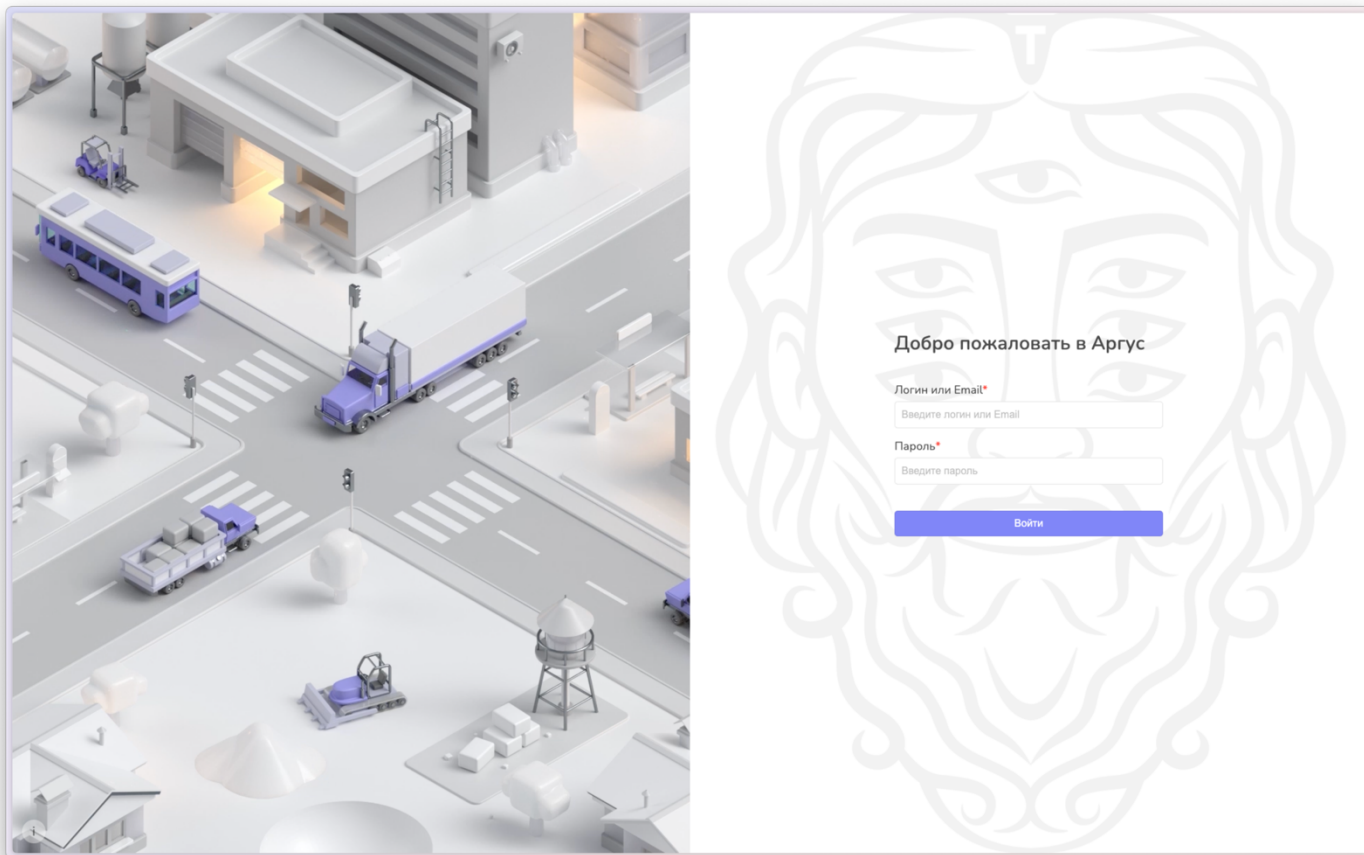 Т
Добро пожаловать в Аргус
Логин или Email*
Введите логин или Email
Пароль*
Введите пароль
Войти